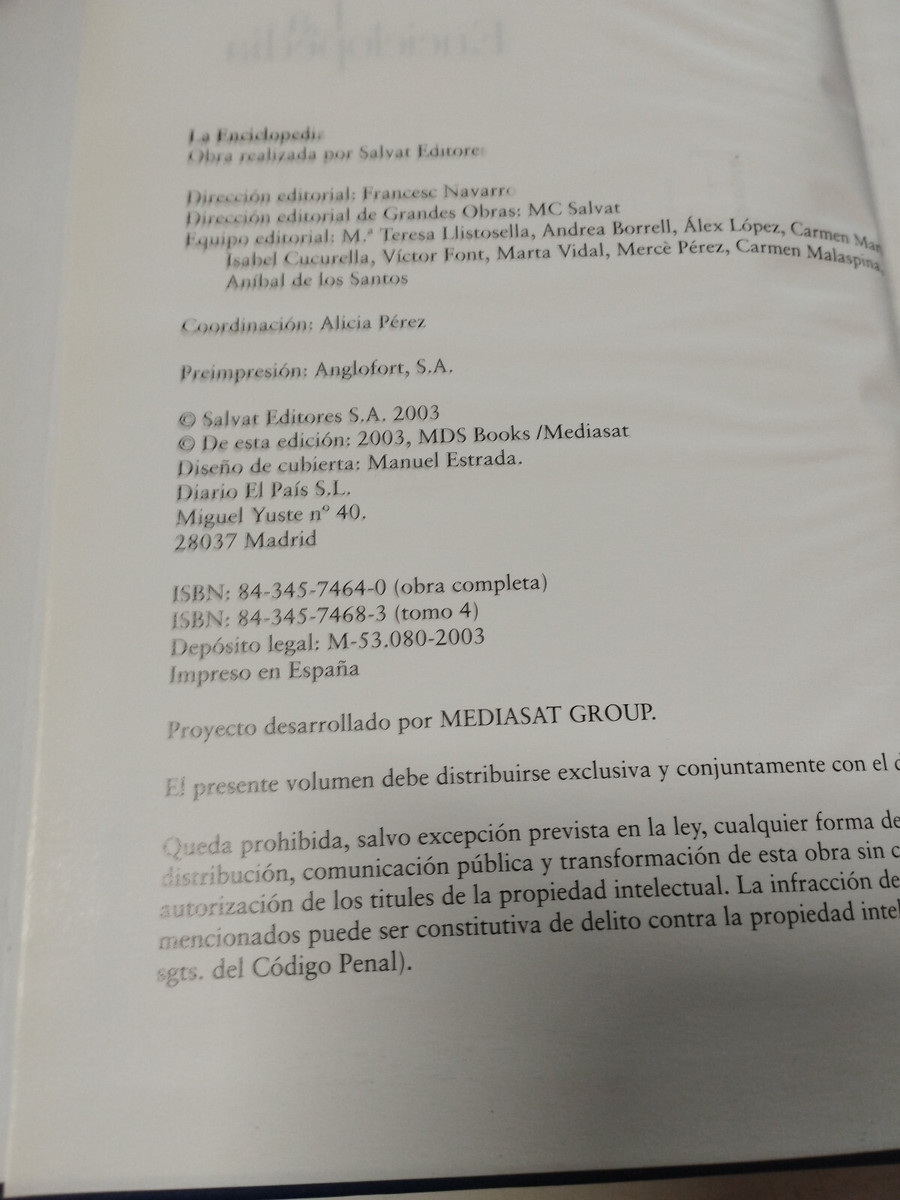 La Enciclopedia
Obra realizada por Salvat Editores
Dirección editorial: Francesc Navarro
Dirección editorial de Grandes Obras: MC Salvat
Equipo editorial: M.ª Teresa Llistosella, Andrea Borrell, Álex López, Carmen
Isabel Cucurella, Víctor Font, Marta Vidal, Mercè Pérez, Carmen Malaspina,
Aníbal de los Santos
Coordinación: Alicia Pérez
Preimpresión: Anglofort, S.A.
© Salvat Editores S.A. 2003
© De esta edición: 2003, MDS Books /Mediasat
Diseño de cubierta: Manuel Estrada.
Diario El País S.L.
Miguel Yuste nº 40.
28037 Madrid
ISBN: 84-345-7464-0 (obra completa)
ISBN: 84-345-7468-3 (tomo 4)
Depósito legal: M-53.080-2003
Impreso en España
Proyecto desarrollado por MEDIASAT GROUP.
El presente volumen debe distribuirse exclusiva y conjuntamente con el
Queda prohibida, salvo excepción prevista en la ley, cualquier forma de
distribución, comunicación pública y transformación de esta obra sin
autorización de los titules de la propiedad intelectual. La infracción de
mencionados puede ser constitutiva de delito contra la propiedad
sgts. del Código Penal).